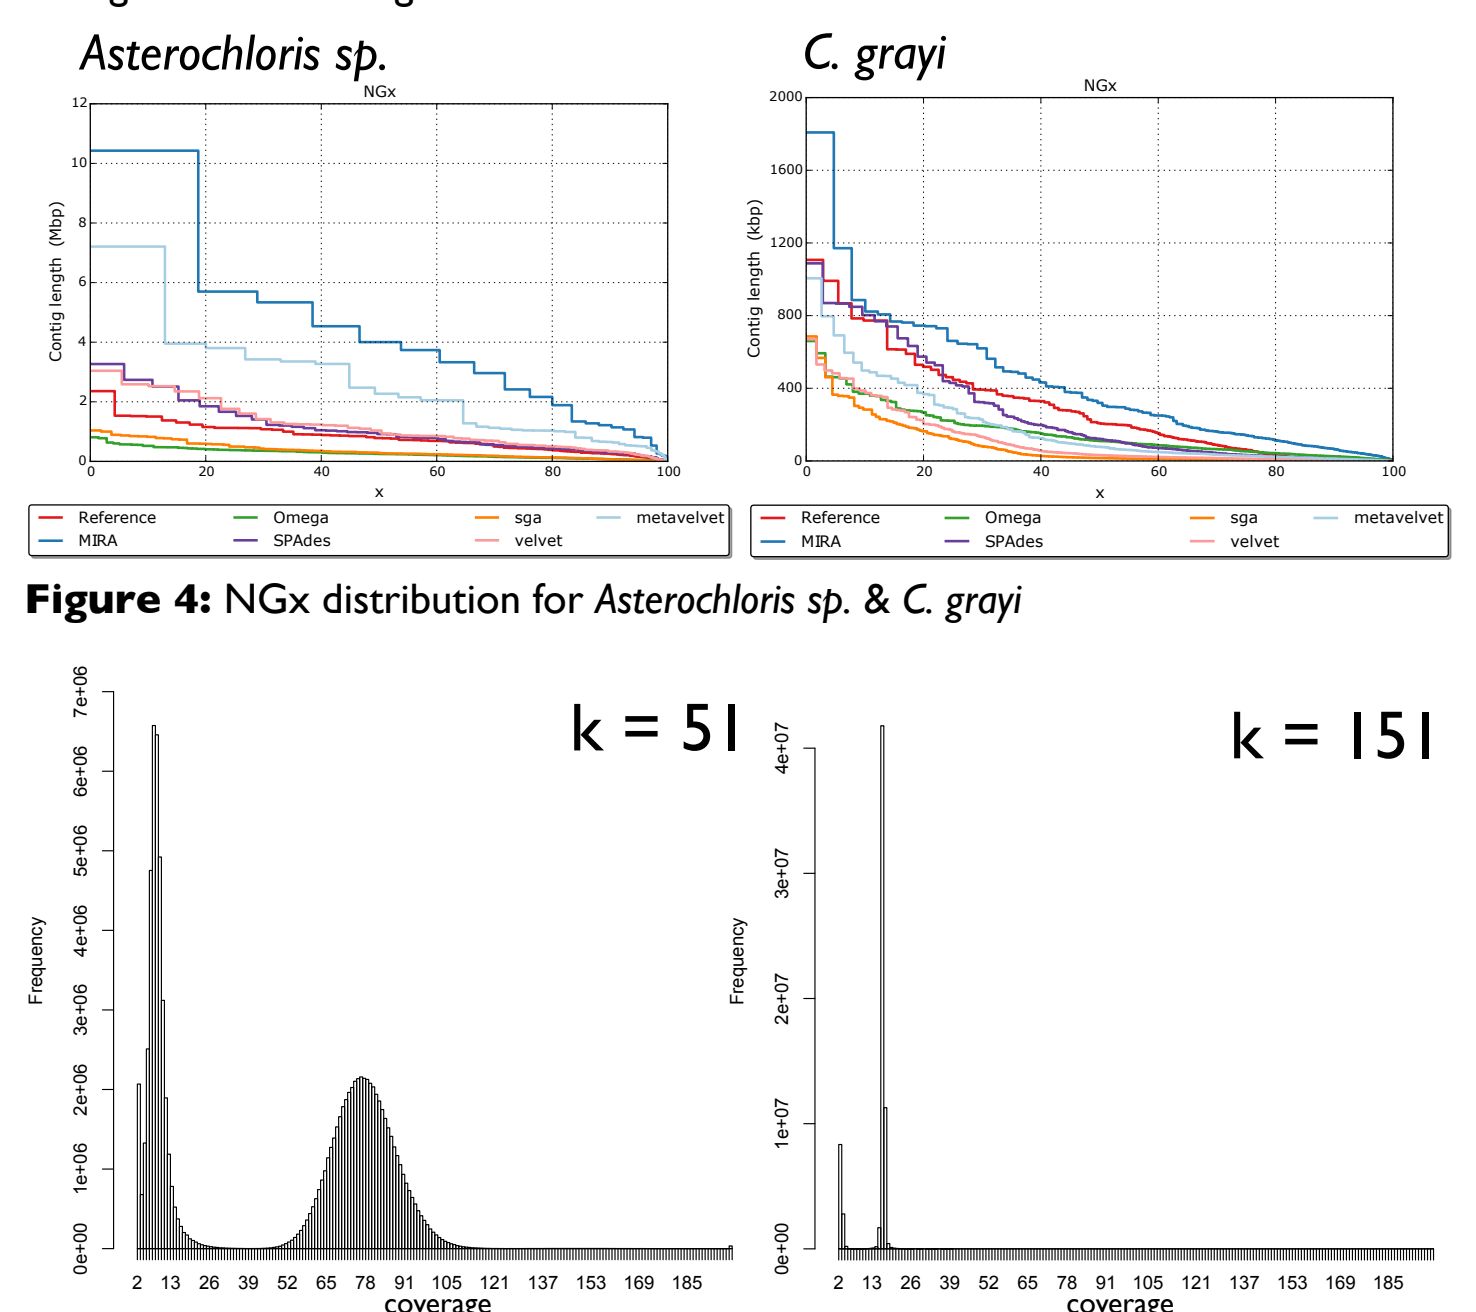 Asterochloris sp.
C. grayi
NGx
12
10
8
6
4
2
0
Contig length (Mbp)
0 20 40 60 80 100
x
Reference Omega sga metavelvet
MIRA SPAdes velvet
NGx
2000
1600
1200
800
400
0
Contig length (kbp)
0 20 40 60 80 100
x
Reference Omega sga metavelvet
MIRA SPAdes velvet
Figure 4: NGx distribution for Asterochloris sp. & C. grayi
k = 51
7e+06
6e+06
5e+06
4e+06
3e+06
2e+06
1e+06
0e+00
Frequency
2 13 26 39 52 65 78 91 105 121 137 153 169 185
coverage
k = 151
4e+07
3e+07
2e+07
1e+07
0e+00
Frequency
2 13 26 39 52 65 78 91 105 121 137 153 169 185
coverage